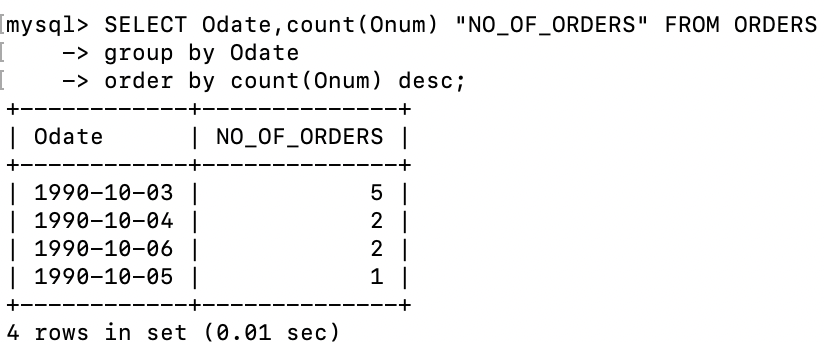 [mysql> SELECT Odate,count(Onum) "NO_OF_ORDERS" FROM ORDERS
[    -> group by Odate
[    -> order by count(Onum) desc;
+------------+--------------+
| Odate      | NO_OF_ORDERS |
+------------+--------------+
| 1990-10-03 |            5 |
| 1990-10-04 |            2 |
| 1990-10-06 |            2 |
| 1990-10-05 |            1 |
+------------+--------------+
4 rows in set (0.01 sec)